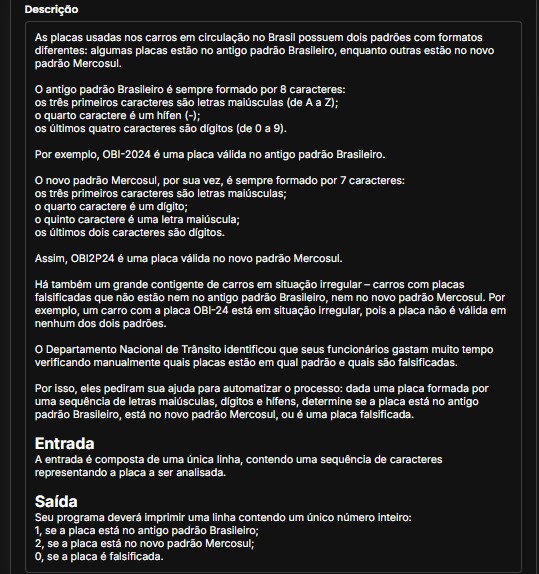 Descrição
As placas usadas nos carros em circulação no Brasil possuem dois padrões com formatos
diferentes: algumas placas estão no antigo padrão Brasileiro, enquanto outras estão no novo
padrão Mercosul.
O antigo padrão Brasileiro é sempre formado por 8 caracteres:
os três primeiros caracteres são letras maiúsculas (de A a Z);
o quarto caractere é um hífen (-);
os últimos quatro caracteres são dígitos (de 0 a 9).
Por exemplo, OBI-2024 é uma placa válida no antigo padrão Brasileiro.
O novo padrão Mercosul, por sua vez, é sempre formado por 7 caracteres:
os três primeiros caracteres são letras maiúsculas;
o quarto caractere é um dígito;
o quinto caractere é uma letra maiúscula;
os últimos dois caracteres são dígitos.
Assim, OBI2P24 é uma placa válida no novo padrão Mercosul.
Há também um grande contigente de carros em situação irregular – carros com placas
falsificadas que não estão nem no antigo padrão Brasileiro, nem no novo padrão Mercosul. Por
exemplo, um carro com a placa OBI-24 está em situação irregular, pois a placa não é válida em
nenhum dos dois padrões.
O Departamento Nacional de Trânsito identificou que seus funcionários gastam muito tempo
verificando manualmente quais placas estão em qual padrão e quais são falsificadas.
Por isso, eles pediram sua ajuda para automatizar o processo: dada uma placa formada por
uma sequência de letras maiúsculas, dígitos e hífens, determine se a placa está no antigo
padrão Brasileiro, está no novo padrão Mercosul, ou é uma placa falsificada.
Entrada
A entrada é composta de uma única linha, contendo uma sequência de caracteres
representando a placa a ser analisada.
Saída
Seu programa deverá imprimir uma linha contendo um único número inteiro:
1, se a placa está no antigo padrão Brasileiro;
2, se a placa está no novo padrão Mercosul;
0, se a placa é falsificada.